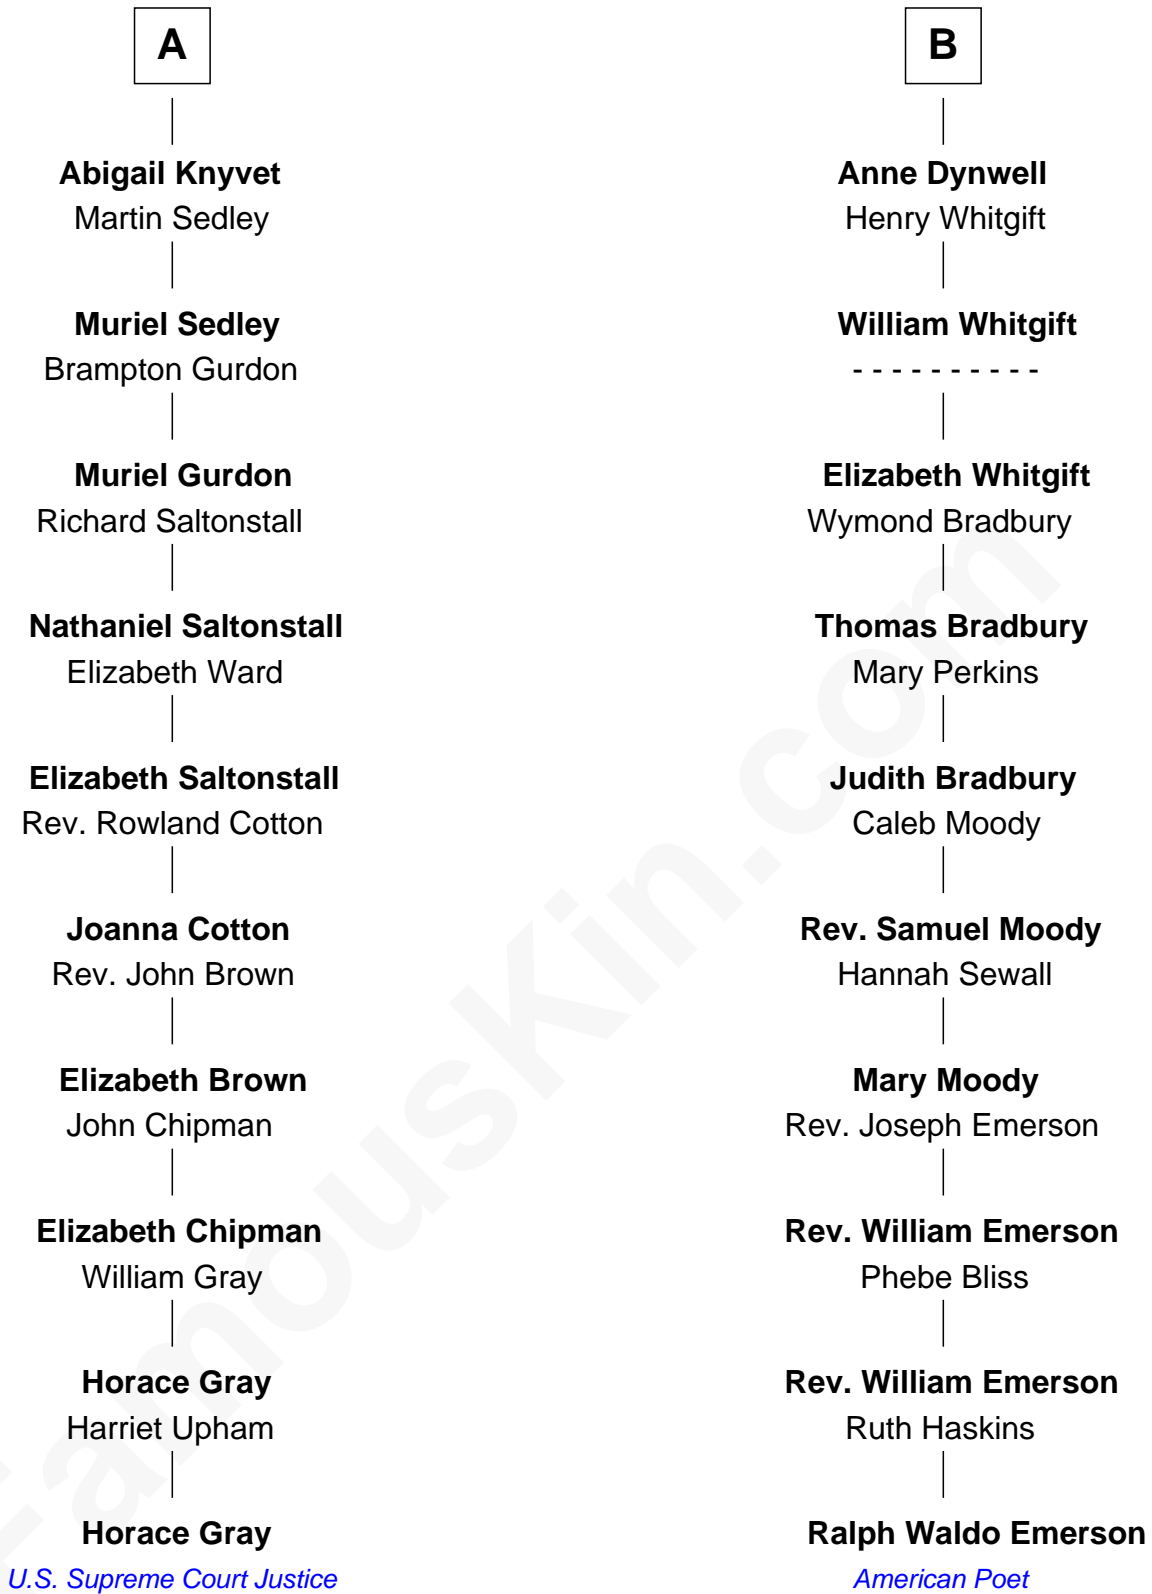 A
Abigail Knyvet
Martin Sedley
Muriel Sedley
Brampton Gurdon
Muriel Gurdon
Richard Saltonstall
Nathaniel Saltonstall
Elizabeth Ward
Elizabeth Saltonstall
Rev. Rowland Cotton
Joanna Cotton
Rev. John Brown
Elizabeth Brown
John Chipman
Elizabeth Chipman
William Gray
Horace Gray
Harriet Upham
Horace Gray
U.S. Supreme Court Justice
B
Anne Dynwell
Henry Whitgift
William Whitgift
- - - - - - - - - -
Elizabeth Whitgift
Wymond Bradbury
Thomas Bradbury
Mary Perkins
Judith Bradbury
Caleb Moody
Rev. Samuel Moody
Hannah Sewall
Mary Moody
Rev. Joseph Emerson
Rev. William Emerson
Phebe Bliss
Rev. William Emerson
Ruth Haskins
Ralph Waldo Emerson
American Poet
FamousKin.com